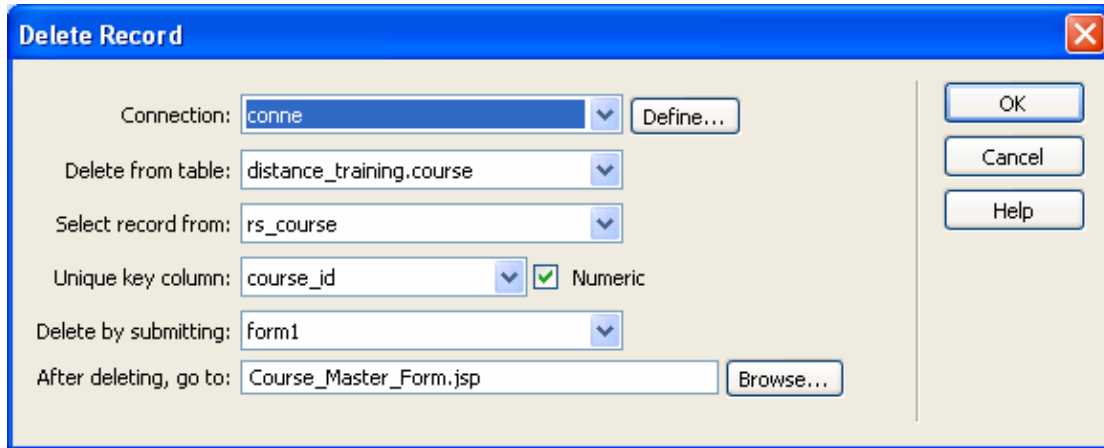 Delete Record
Connection: conne Define...
Delete from table: distance_training.course
Select record from: rs_course
Unique key column: course_id Numeric
Delete by submitting: form1
After deleting, go to: Course_Master_Form.jsp Browse...
OK
Cancel
Help